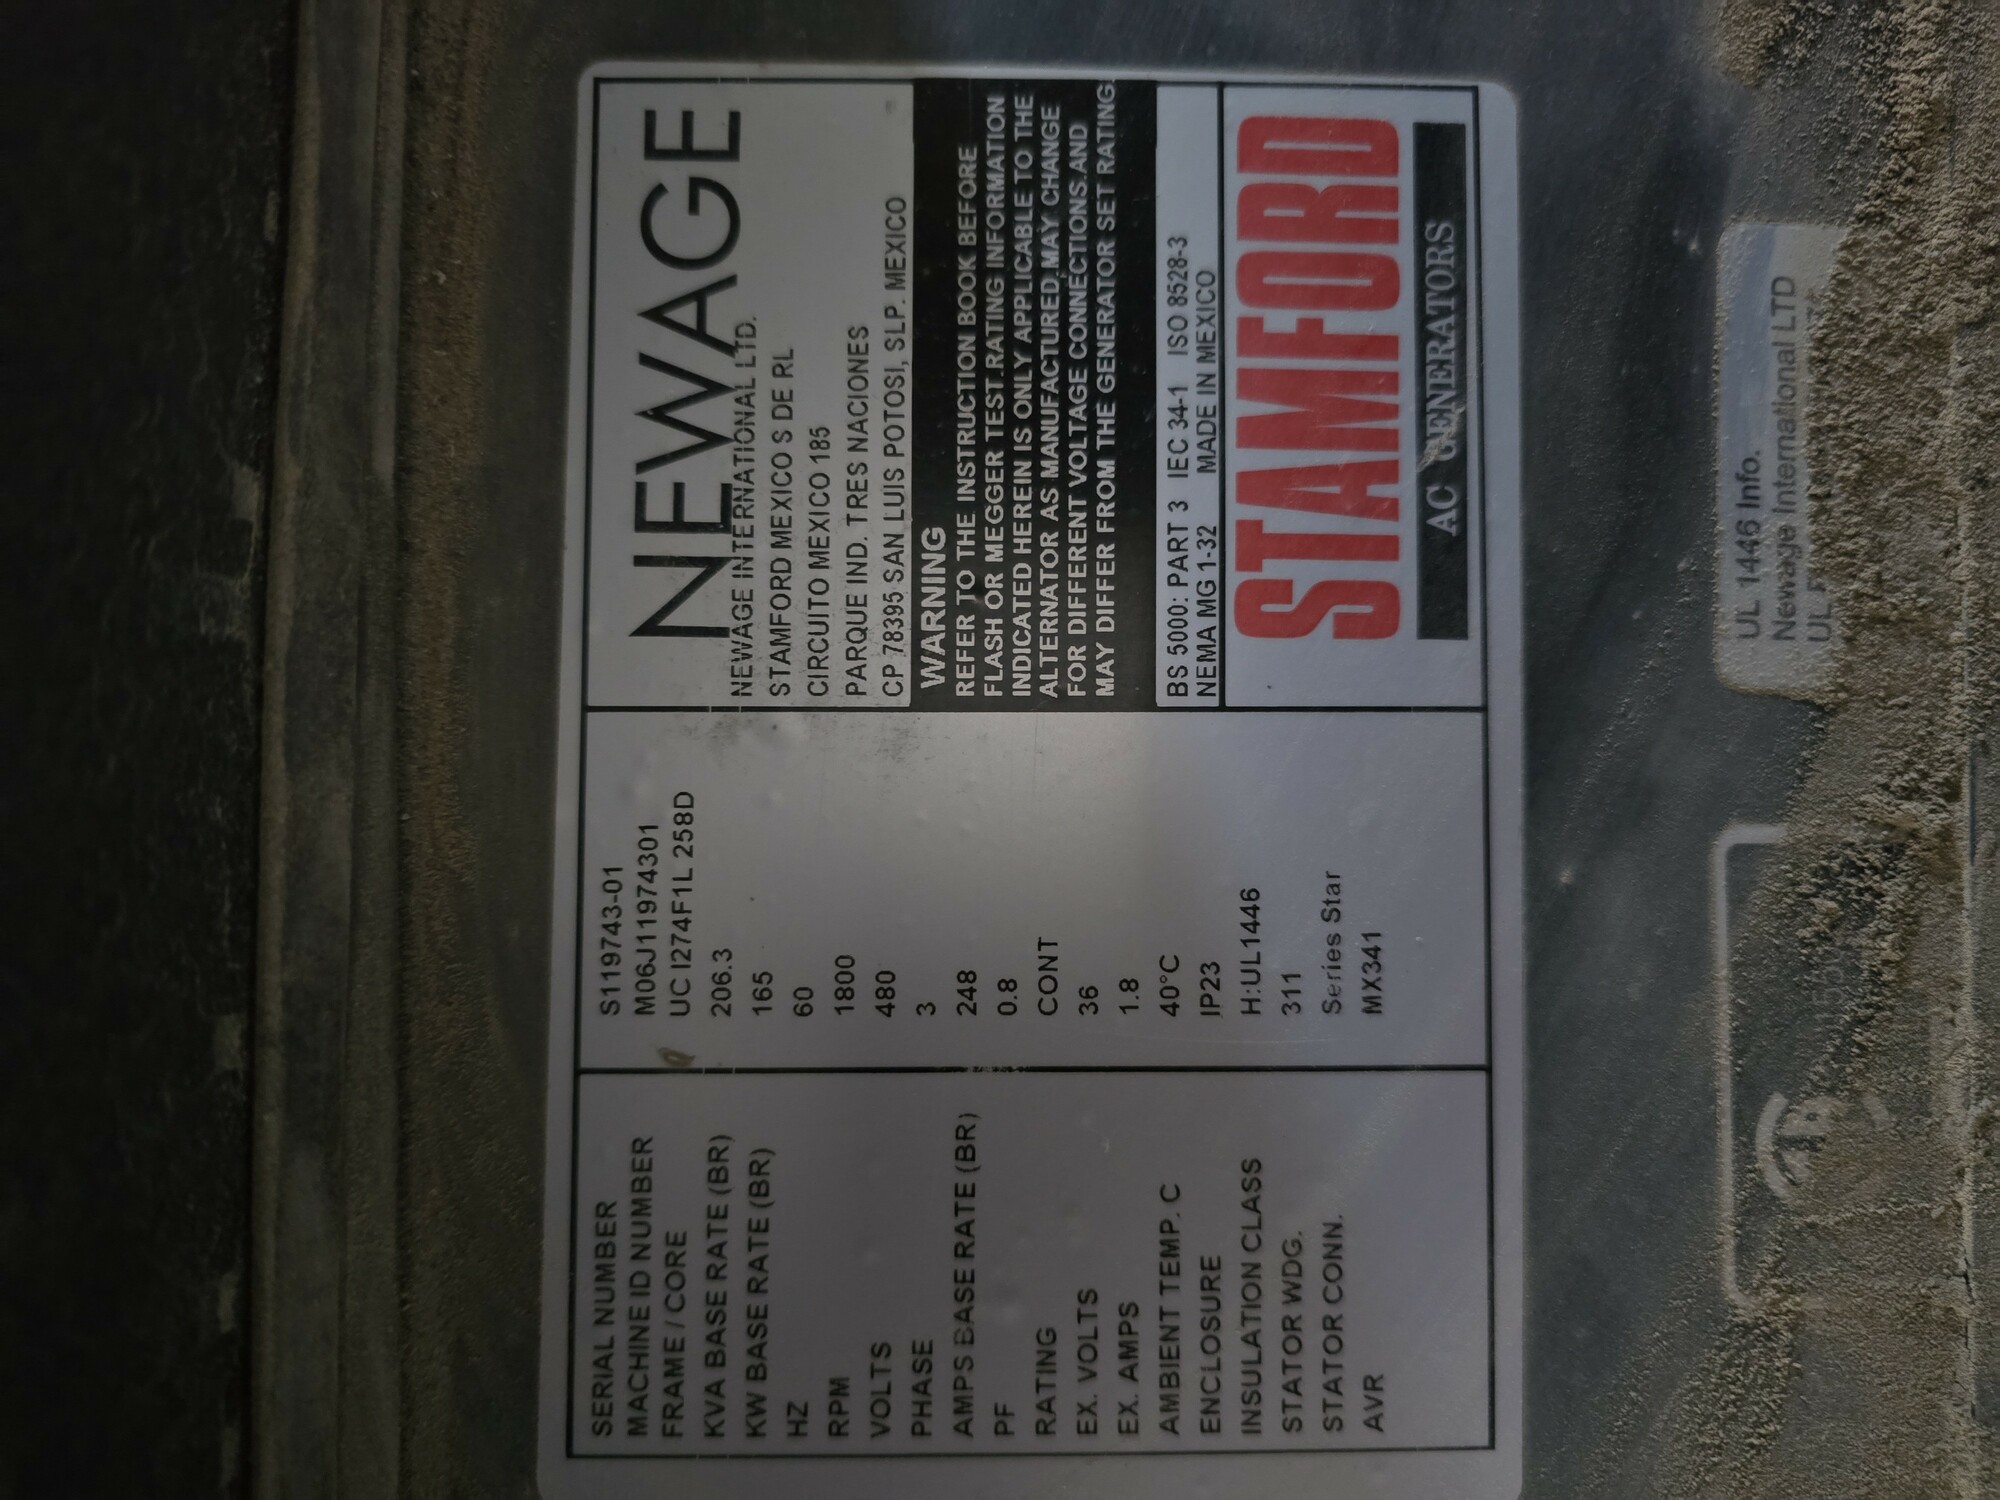 SERIAL NUMBER S119743-01
MACHINE ID NUMBER M06J11974301
FRAME / CORE UC I274F1L 258D
KVA BASE RATE (BR) 206.3
KW BASE RATE (BR) 165
HZ 60
RPM 1800
VOLTS 480
PHASE 3
AMPS BASE RATE (BR) 248
PF 0.8
RATING CONT
EX. VOLTS 36
EX. AMPS 1.8
AMBIENT TEMP. C 40°C
ENCLOSURE IP23
INSULATION CLASS H:UL1446
STATOR WDG. 311
STATOR CONN. Series Star
AVR MX341
NEWAGE
NEWAGE INTERNATIONAL LTD.
STAMFORD MEXICO S DE RL
CIRCUITO MEXICO 185
PARQUE IND. TRES NACIONES
CP 78395 SAN LUIS POTOSI, SLP. MEXICO
WARNING
REFER TO THE INSTRUCTION BOOK BEFORE
FLASH OR MEGGER TEST.RATING INFORMATION
INDICATED HEREIN IS ONLY APPLICABLE TO THE
ALTERNATOR AS MANUFACTURED,MAY CHANGE
FOR DIFFERENT VOLTAGE CONNECTIONS,AND
MAY DIFFER FROM THE GENERATOR SET RATING
BS 5000: PART 3 IEC 34-1 ISO 8528-3
NEMA MG 1-32 MADE IN MEXICO
STAMFORD
AC GENERATORS
UL 1446 Info.
Newage International LTD
UL